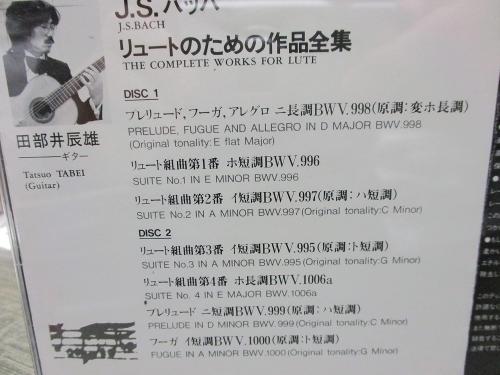 J.S.バッハ
J.S.BACH
リュートのための作品全集
THE COMPLETE WORKS FOR LUTE
田部井辰雄
ギター
Tatsuo TABEI
(Guitar)
DISC 1
プレリュード、フーガ、アレグロ ニ長調BWV.998(原調:変ホ長調)
PRELUDE, FUGUE AND ALLEGRO IN D MAJOR BWV.998
(Original tonality:E flat Major)
リュート組曲第1番 ホ短調BWV.996
SUITE No.1 IN E MINOR BWV.996
リュート組曲第2番 イ短調BWV.997(原調:ハ短調)
SUITE No.2 IN A MINOR BWV.997(Original tonality:C Minor)
DISC 2
リュート組曲第3番 イ短調BWV.995(原調:ト短調)
SUITE No.3 IN A MINOR BWV.995(Original tonality:G Minor)
リュート組曲第4番 ホ長調BWV.1006a
SUITE No. 4 IN E MAJOR BWV.1006a
プレリュード ニ短調BWV.999(原調:ハ短調)
PRELUDE IN D MINOR BWV.999(Original tonality:C Minor)
フーガ イ短調BWV.1000(原調:ト短調)
FUGUE IN A MINOR BWV.1000(Original tonality:G Minor)